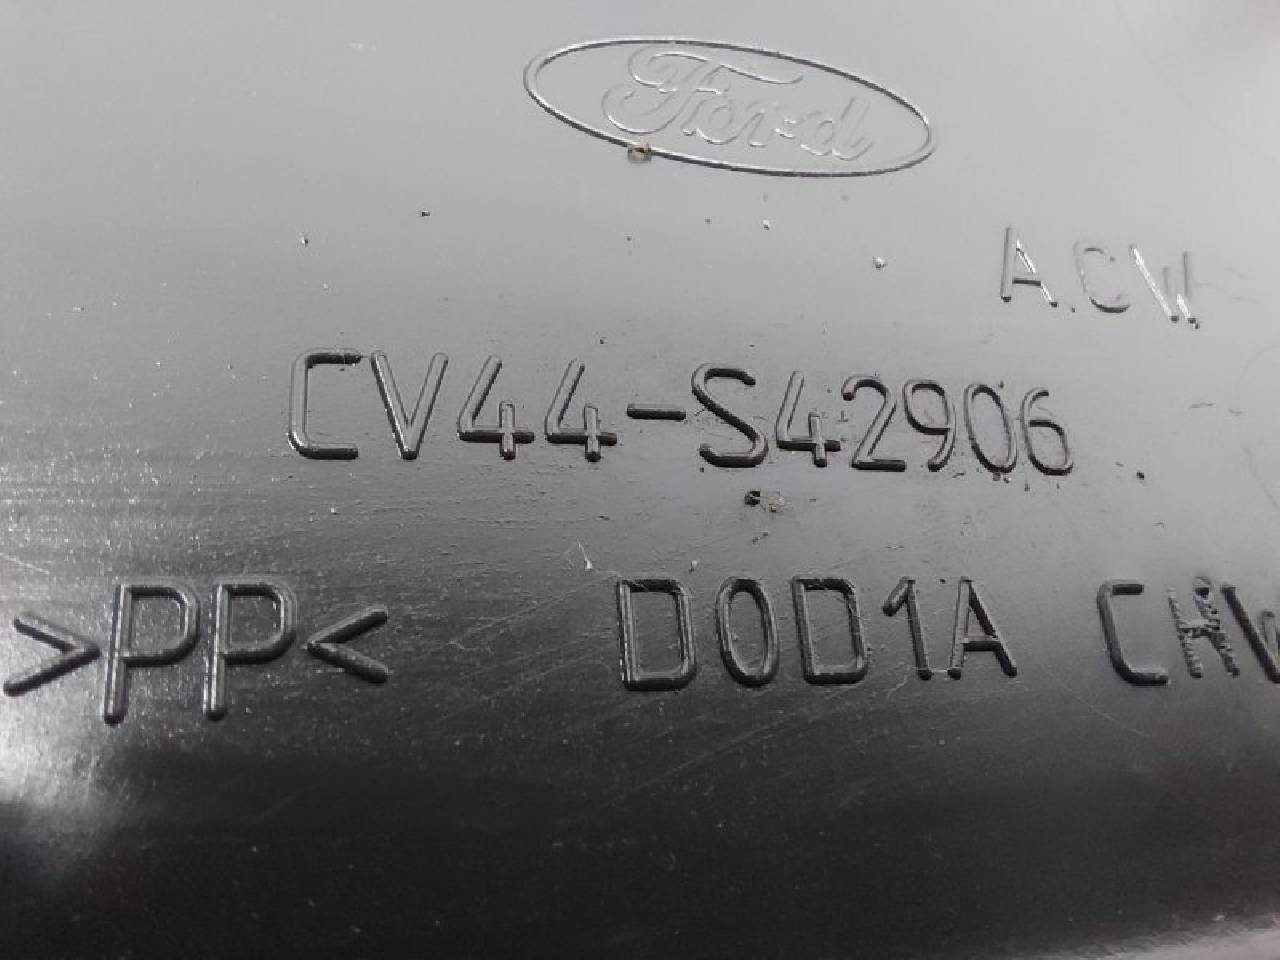 Ford
A.C.W.
CV44-S42906
>PP< D0D1A